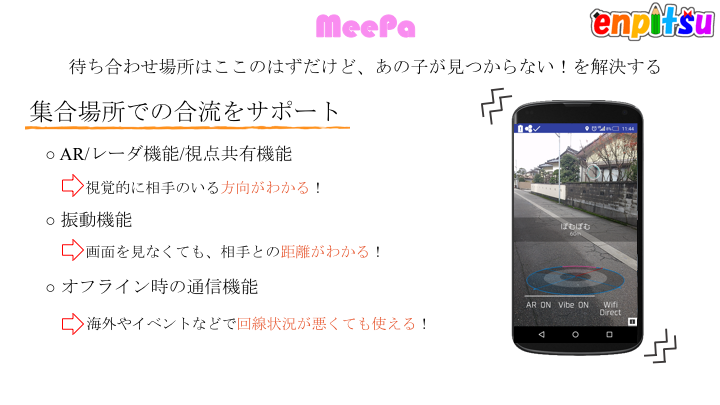 MeePa
enpitsu
待ち合わせ場所はここのはずだけど、あの子が見つからない！を解決する
集合場所での合流をサポート
○ AR/レーダ機能/視点共有機能
視覚的に相手のいる方向がわかる！
○ 振動機能
画面を見なくても、相手との距離がわかる！
○ オフライン時の通信機能
海外やイベントなどで回線状況が悪くても使える！
11:44
ぱむぱむ
AR ON Vibe ON Wifi Direct